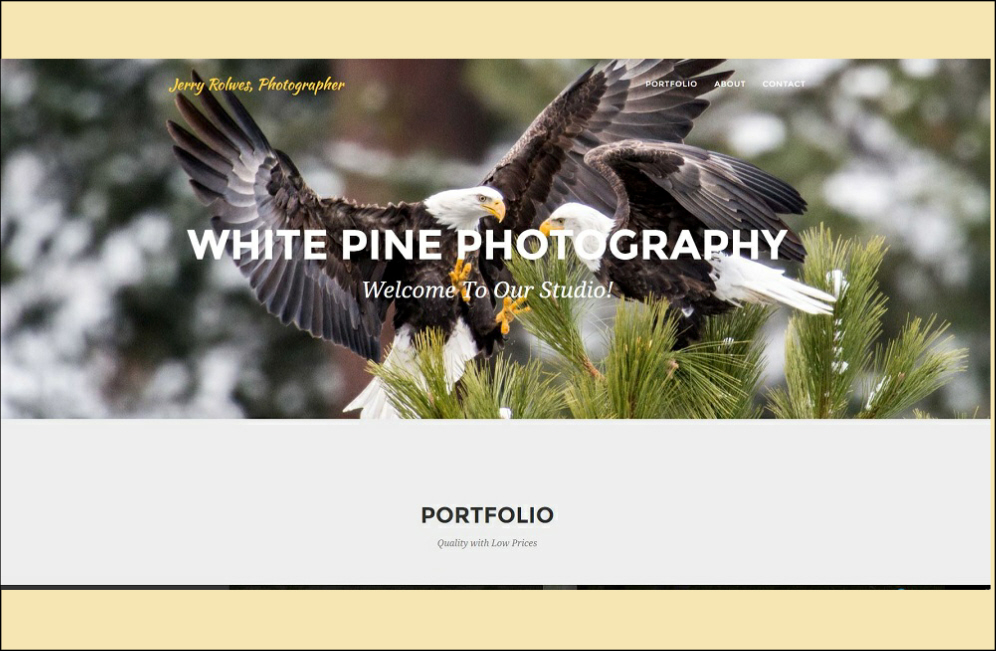 Jerry Rolwes, Photographer
PORTFOLIO ABOUT CONTACT
WHITE PINE PHOTOGRAPHY
Welcome To Our Studio!
PORTFOLIO
Quality with Low Prices